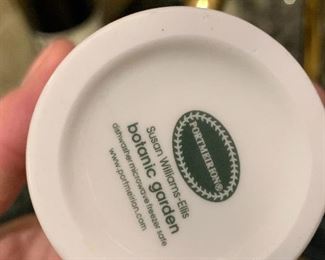 PORTMEIRION®
Susan Williams-Ellis
botanic garden
dishwasher microwave freezer safe
www.portmeirion.com